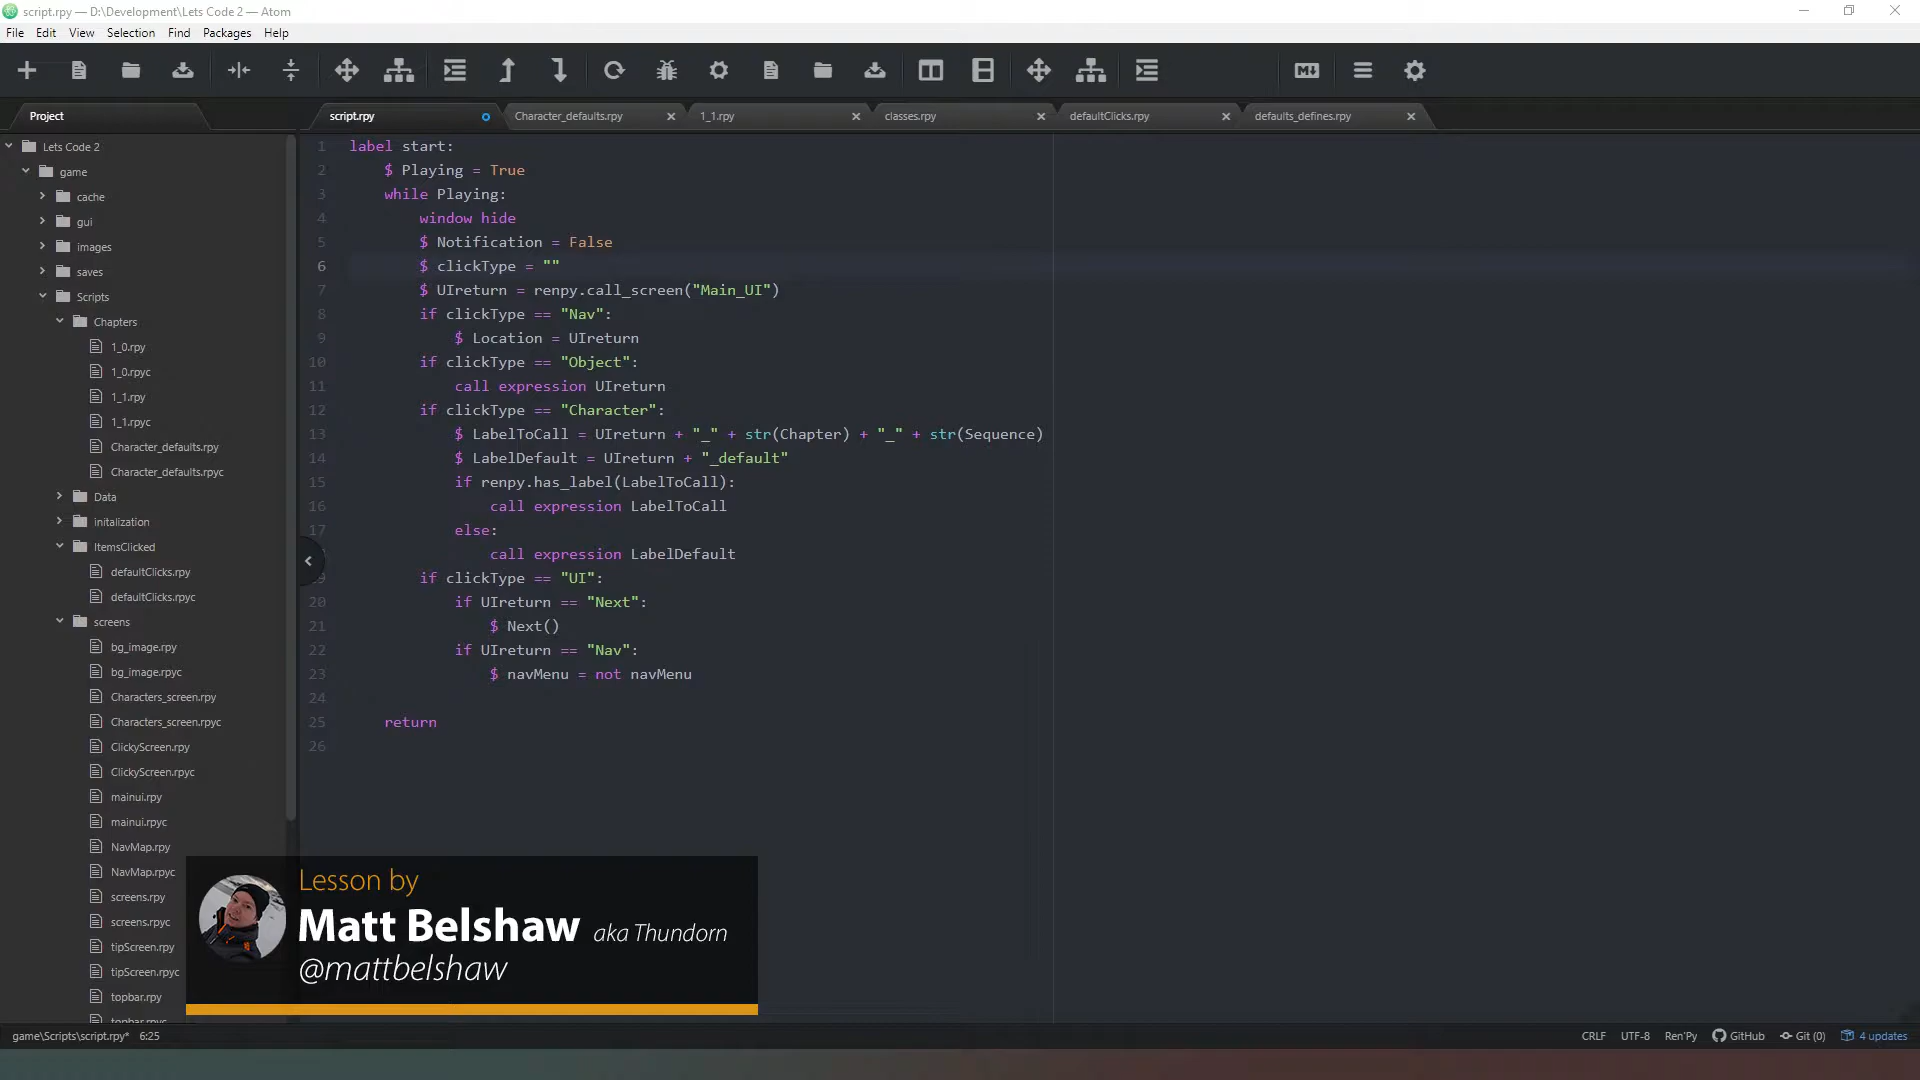 script.rpy — D:\Development\Lets Code 2 — Atom
File Edit View Selection Find Packages Help
Project
script.rpy
Character_defaults.rpy
1_1.rpy
classes.rpy
defaultClicks.rpy
defaults_defines.rpy
Lets Code 2
game
cache
gui
images
saves
Scripts
Chapters
1_0.rpy
1_0.rpyc
1_1.rpy
1_1.rpyc
Character_defaults.rpy
Character_defaults.rpyc
Data
initalization
ItemsClicked
defaultClicks.rpy
defaultClicks.rpyc
screens
bg_image.rpy
bg_image.rpyc
Characters_screen.rpy
Characters_screen.rpyc
ClickyScreen.rpy
ClickyScreen.rpyc
mainui.rpy
mainui.rpyc
NavMap.rpy
NavMap.rpyc
screens.rpy
screens.rpyc
tipScreen.rpy
tipScreen.rpyc
topbar.rpy
topbar.rpyc
1 label start:
2 $ Playing = True
3 while Playing:
4 window hide
5 $ Notification = False
6 $ clickType = ""
7 $ UIreturn = renpy.call_screen("Main_UI")
8 if clickType == "Nav":
9 $ Location = UIreturn
10 if clickType == "Object":
11 call expression UIreturn
12 if clickType == "Character":
13 $ LabelToCall = UIreturn + "_" + str(Chapter) + "_" + str(Sequence)
14 $ LabelDefault = UIreturn + "_default"
15 if renpy.has_label(LabelToCall):
16 call expression LabelToCall
17 else:
call expression LabelDefault
if clickType == "UI":
20 if UIreturn == "Next":
21 $ Next()
22 if UIreturn == "Nav":
23 $ navMenu = not navMenu
24
25 return
26
Lesson by
Matt Belshaw aka Thundorn
@mattbelshaw
game\Scripts\script.rpy* 6:25
CRLF UTF-8 Ren'Py GitHub Git (0) 4 updates